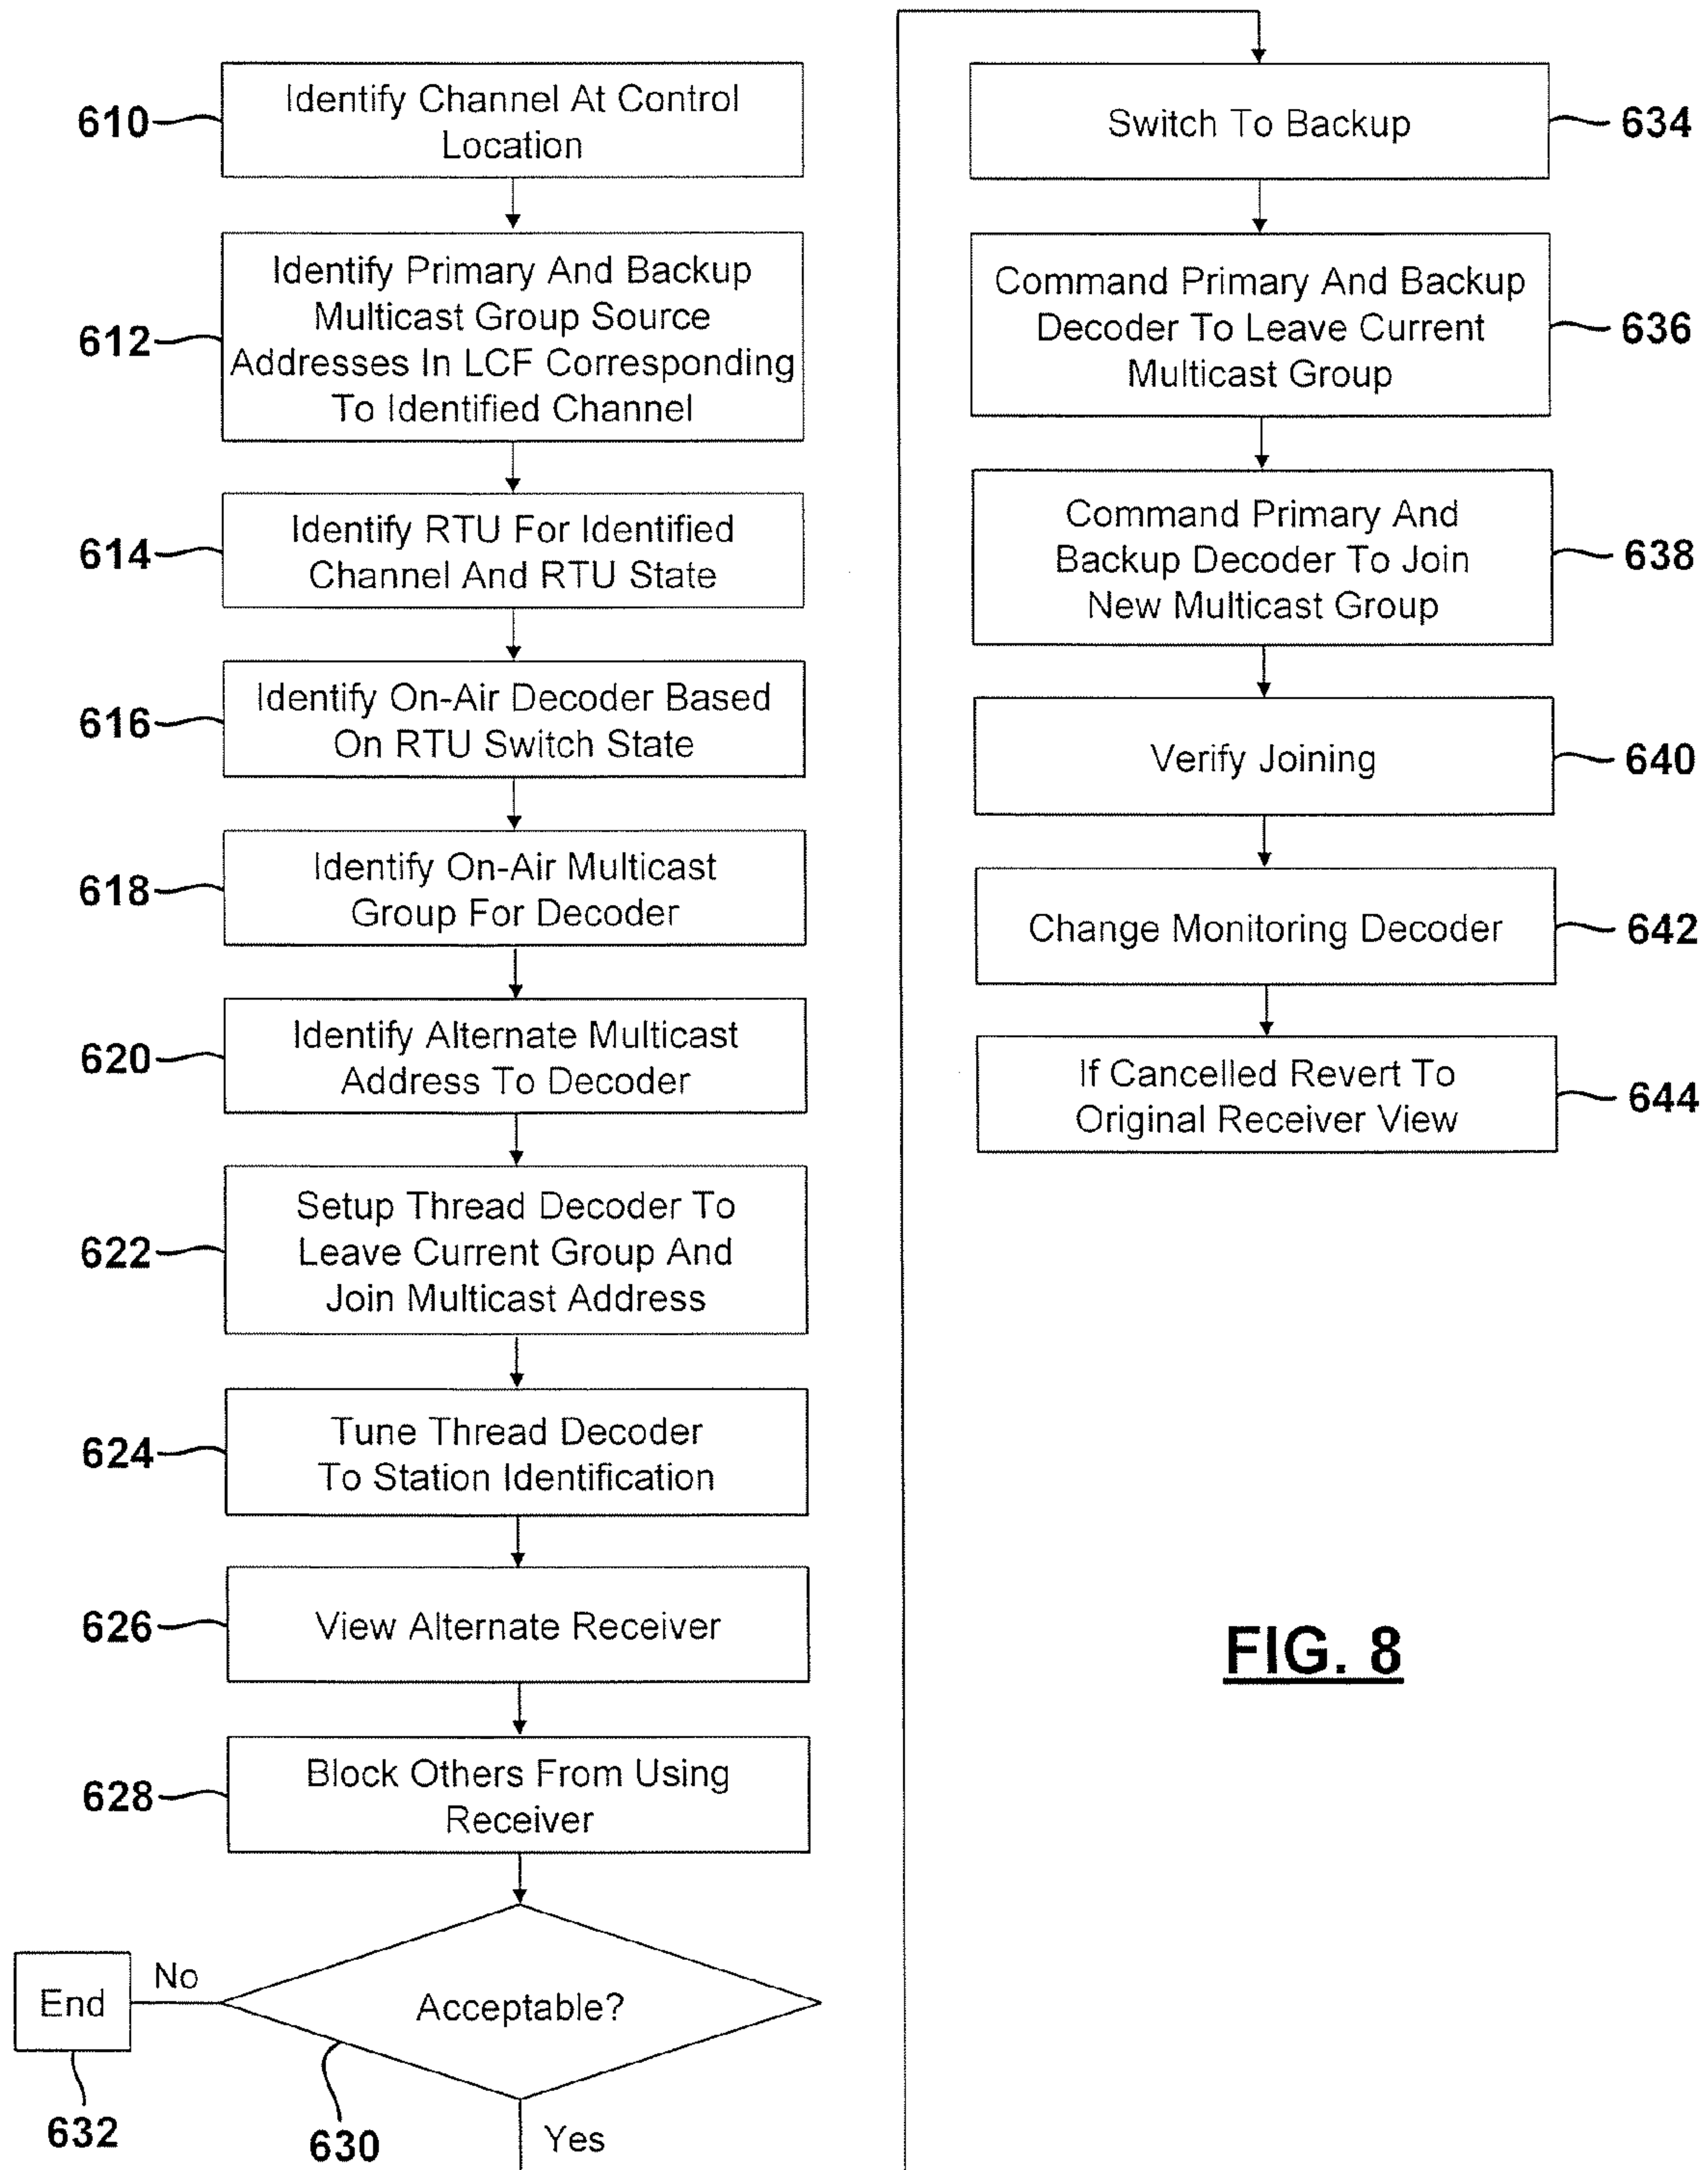 610
Identify Channel At Control
Location
612
Identify Primary And Backup
Multicast Group Source
Addresses In LCF Corresponding
To Identified Channel
614
Identify RTU For Identified
Channel And RTU State
616
Identify On-Air Decoder Based
On RTU Switch State
618
Identify On-Air Multicast
Group For Decoder
620
Identify Alternate Multicast
Address To Decoder
622
Setup Thread Decoder To
Leave Current Group And
Join Multicast Address
624
Tune Thread Decoder
To Station Identification
626
View Alternate Receiver
628
Block Others From Using
Receiver
Acceptable?
630
No
End
632
Yes
Switch To Backup
634
Command Primary And Backup
Decoder To Leave Current
Multicast Group
636
Command Primary And
Backup Decoder To Join
New Multicast Group
638
Verify Joining
640
Change Monitoring Decoder
642
If Cancelled Revert To
Original Receiver View
644
FIG. 8